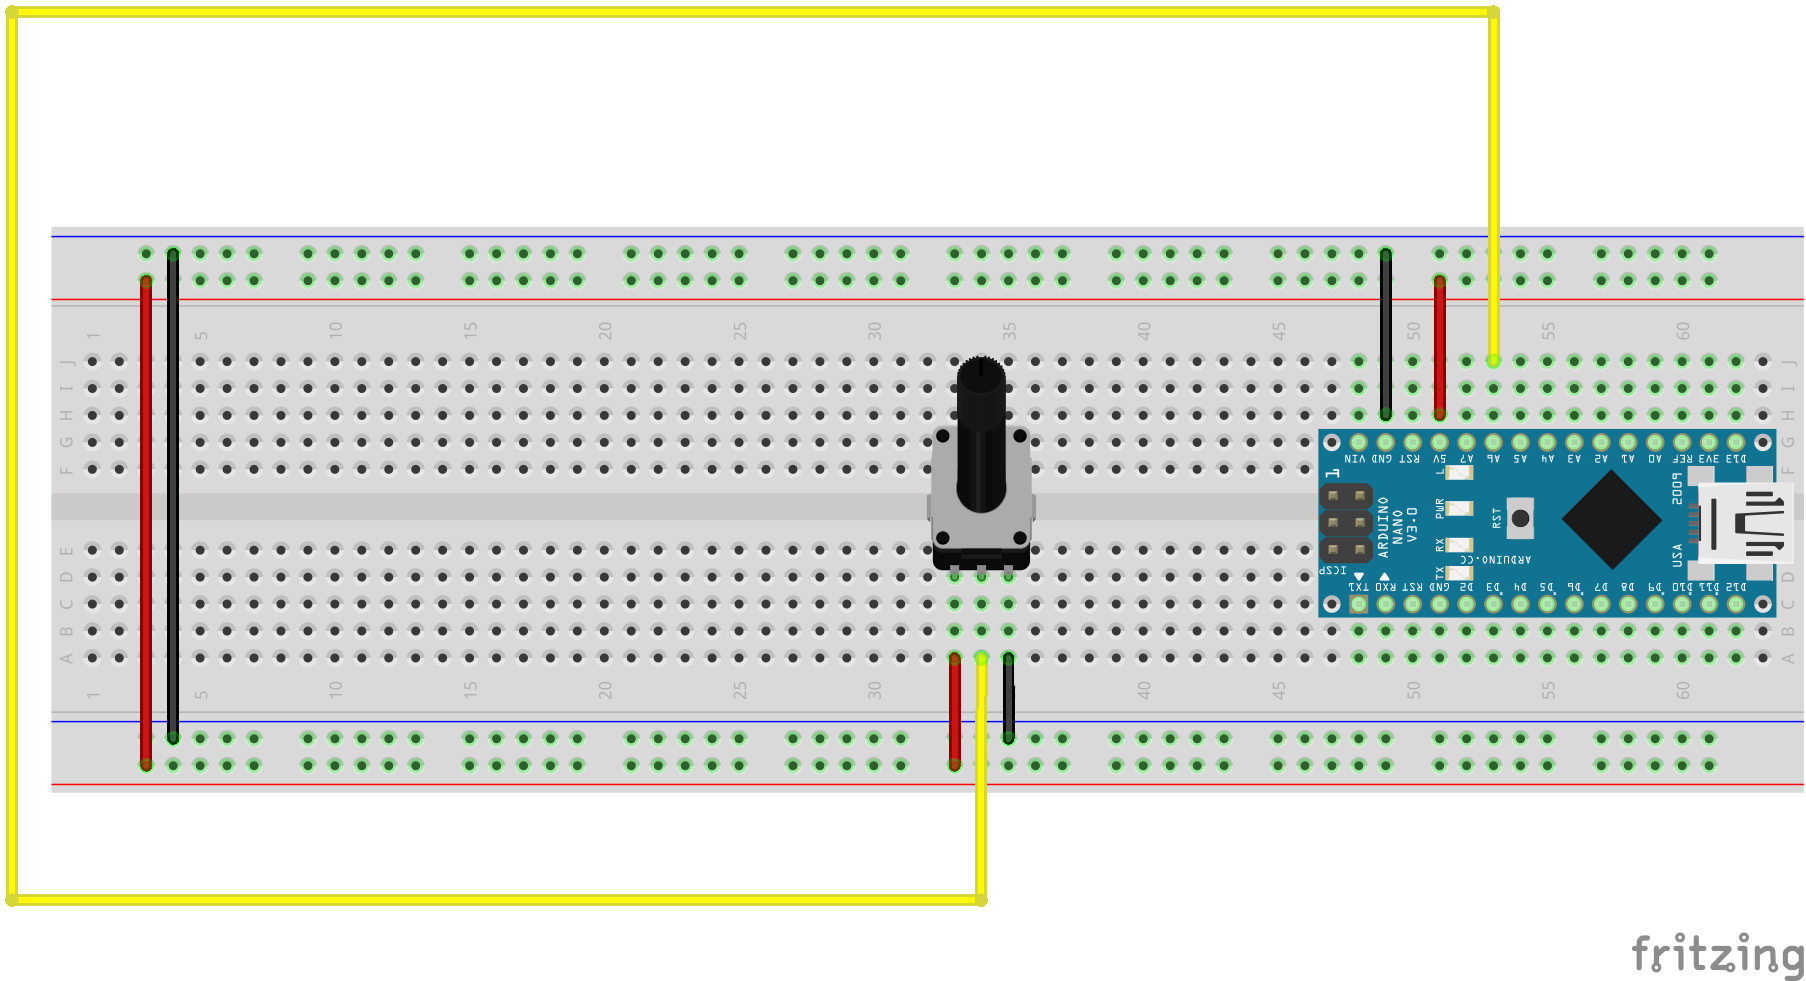 1 5 10 15 20 25 30 35 40 45 50 55 60
J J
I I
H H
G G
F F
VIN GND RST 5V A7 A6 A5 A4 A3 A2 A1 A0 REF 3V3 D13
1
L
PWR
RX
TX
RST
ARDUINO
NANO
V3.0
ARDUINO.CC
ICSP
USA
2009
TX1 RX0 RST GND D2 D3 D4 D5 D6 D7 D8 D9 D10 D11 D12
E
D D
C C
B B
A A
1 5 10 15 20 25 30 35 40 45 50 55 60
fritzing